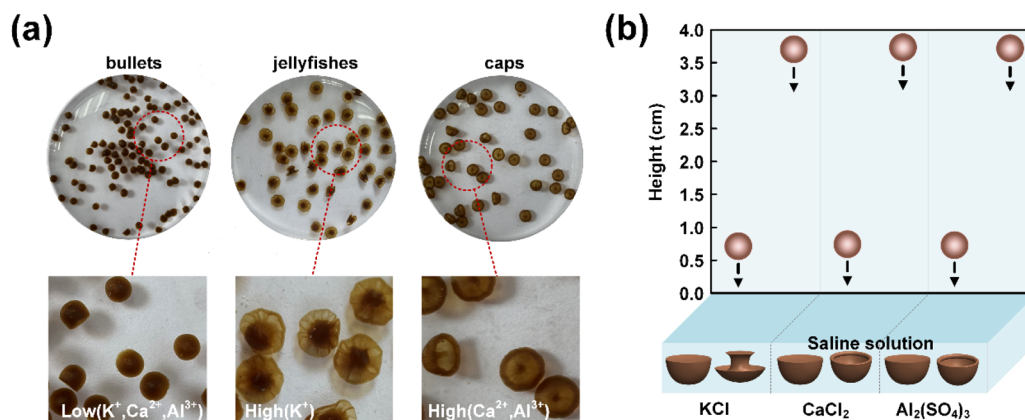 (a)
bullets
jellyfishes
caps
Low(K⁺,Ca²⁺,Al³⁺)
High(K⁺)
High(Ca²⁺,Al³⁺)
(b)
Height (cm)
4.0
3.5
3.0
2.5
2.0
1.5
1.0
0.5
0.0
Saline solution
KCl
CaCl₂
Al₂(SO₄)₃